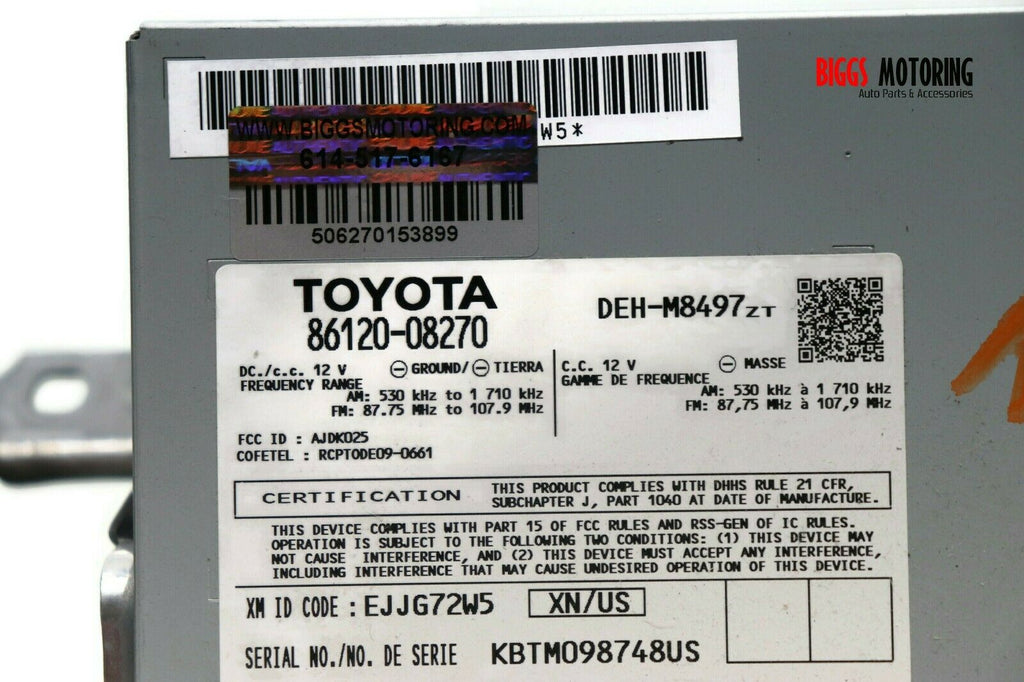 BIGGS MOTORING
Auto Parts & Accessories
W5*
WWW.BIGGSMOTORING.COM
614-517-6167
506270153899
TOYOTA
86120-08270
DEH-M8497ZT
DC./c.c. 12 V ⊖GROUND/⊖TIERRA
FREQUENCY RANGE
AM: 530 kHz to 1 710 kHz
FM: 87.75 MHz to 107.9 MHz
C.C. 12 V ⊖ MASSE
GAMME DE FREQUENCE
AM: 530 kHz à 1 710 kHz
FM: 87,75 MHz à 107,9 MHz
FCC ID : AJDK025
COFETEL : RCPTODE09-0661
CERTIFICATION
THIS PRODUCT COMPLIES WITH DHHS RULE 21 CFR,
SUBCHAPTER J, PART 1040 AT DATE OF MANUFACTURE.
THIS DEVICE COMPLIES WITH PART 15 OF FCC RULES AND RSS-GEN OF IC RULES.
OPERATION IS SUBJECT TO THE FOLLOWING TWO CONDITIONS: (1) THIS DEVICE MAY
NOT CAUSE INTERFERENCE, AND (2) THIS DEVICE MUST ACCEPT ANY INTERFERENCE,
INCLUDING INTERFERENCE THAT MAY CAUSE UNDESIRED OPERATION OF THIS DEVICE.
XM ID CODE : EJJG72W5 XN/US
SERIAL NO./NO. DE SERIE KBTM098748US